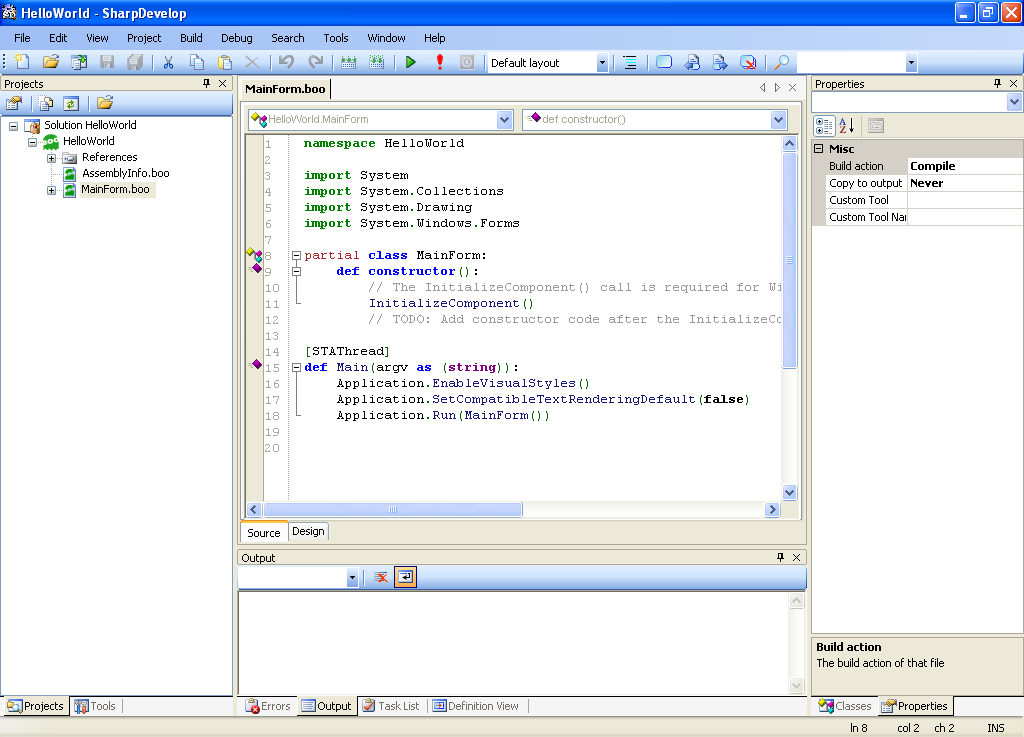 HelloWorld - SharpDevelop
File Edit View Project Build Debug Search Tools Window Help
Default layout
Projects
Solution HelloWorld
HelloWorld
References
AssemblyInfo.boo
MainForm.boo
MainForm.boo
HelloWorld.MainForm
def constructor()
1 namespace HelloWorld
2
3 import System
4 import System.Collections
5 import System.Drawing
6 import System.Windows.Forms
7
8 partial class MainForm:
9 def constructor():
10 // The InitializeComponent() call is required for Wi
11 InitializeComponent()
12 // TODO: Add constructor code after the InitializeCo
13
14 [STAThread]
15 def Main(argv as (string)):
16 Application.EnableVisualStyles()
17 Application.SetCompatibleTextRenderingDefault(false)
18 Application.Run(MainForm())
19
20
Source Design
Output
Properties
Misc
Build action Compile
Copy to output Never
Custom Tool
Custom Tool Nar
Build action
The build action of that file
Projects Tools
Errors Output Task List Definition View
Classes Properties
ln 8 col 2 ch 2 INS